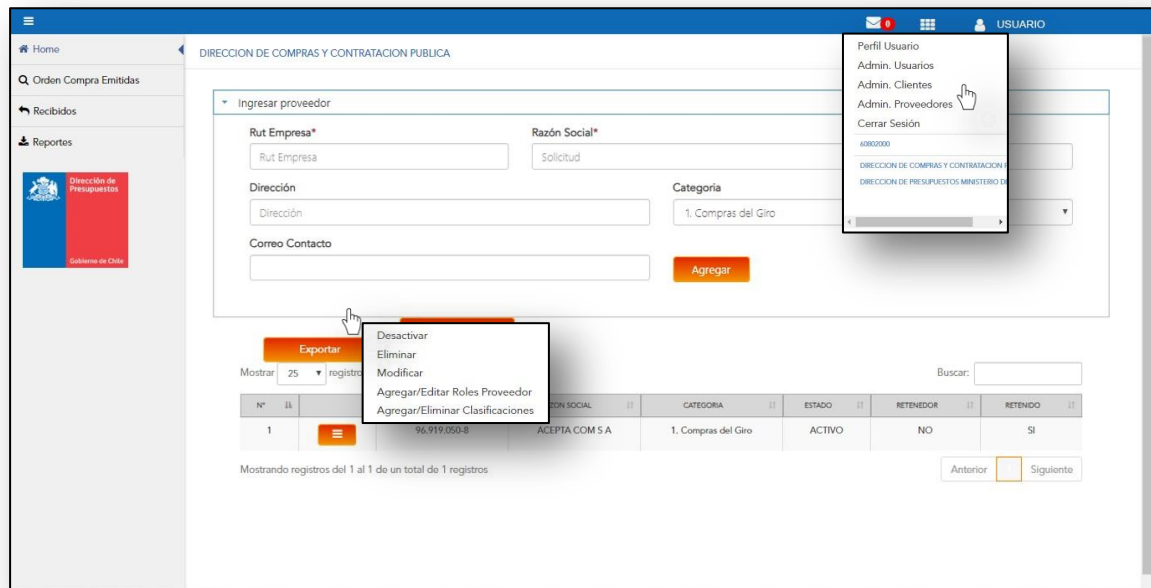 0
USUARIO
Home
Orden Compra Emitidas
Recibidos
Reportes
Dirección de
Presupuestos
Gobierno de Chile
DIRECCION DE COMPRAS Y CONTRATACION PUBLICA
Perfil Usuario
Admin. Usuarios
Admin. Clientes
Admin. Proveedores
Cerrar Sesión
60802000
DIRECCION DE COMPRAS Y CONTRATACION
DIRECCION DE PRESUPUESTOS MINISTERIO
Ingresar proveedor
Rut Empresa* Razón Social*
Rut Empresa Solicitud
Dirección Categoria
Dirección 1. Compras del Giro
Correo Contacto
Agregar
Desactivar
Eliminar
Modificar
Agregar/Editar Roles Proveedor
Agregar/Eliminar Clasificaciones
Exportar
Mostrar 25 registro Buscar:
N° SOCIAL CATEGORIA ESTADO RETENEDOR RETENIDO
1 96.919.050-8 ACEPTA COM S A 1. Compras del Giro ACTIVO NO SI
Mostrando registros del 1 al 1 de un total de 1 registros Anterior Siguiente